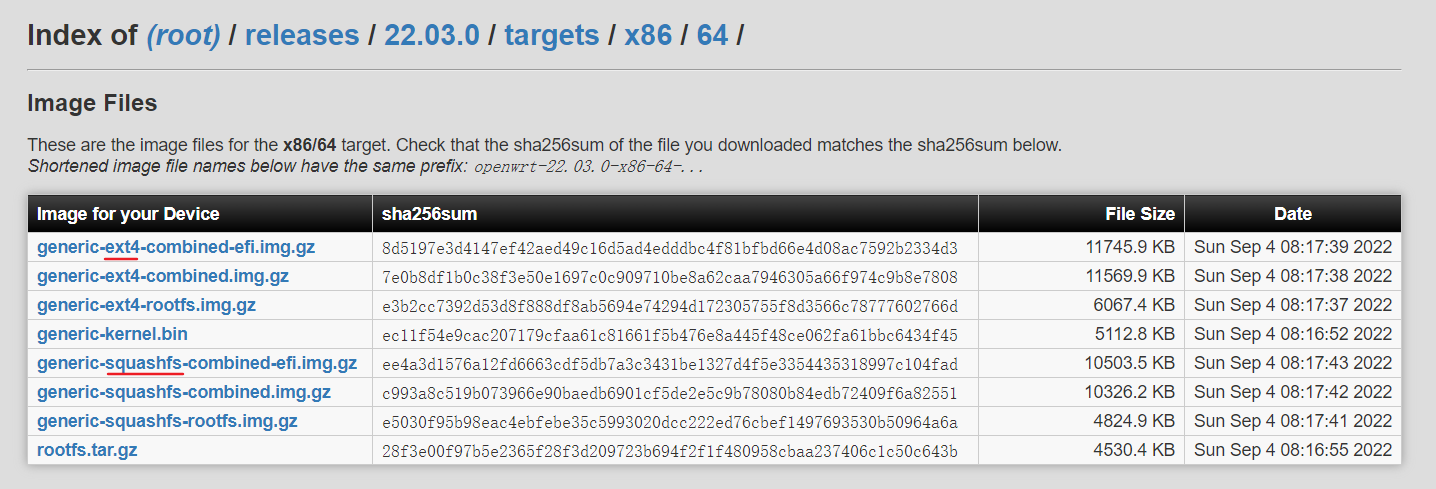 Index of (root) / releases / 22.03.0 / targets / x86 / 64 /
Image Files
These are the image files for the x86/64 target. Check that the sha256sum of the file you downloaded matches the sha256sum below.
Shortened image file names below have the same prefix: openwrt-22.03.0-x86-64-...
Image for your Device sha256sum File Size Date
generic-ext4-combined-efi.img.gz 8d5197e3d4147ef42aed49c16d5ad4edddbc4f81bfbd66e4d08ac7592b2334d3 11745.9 KB Sun Sep 4 08:17:39 2022
generic-ext4-combined.img.gz 7e0b8df1b0c38f3e50e1697c0c909710be8a62caa7946305a66f974c9b8e7808 11569.9 KB Sun Sep 4 08:17:38 2022
generic-ext4-rootfs.img.gz e3b2cc7392d53d8f888df8ab5694e74294d172305755f8d3566c78777602766d 6067.4 KB Sun Sep 4 08:17:37 2022
generic-kernel.bin ec11f54e9cac207179cfaa61c81661f5b476e8a445f48ce062fa61bbc6434f45 5112.8 KB Sun Sep 4 08:16:52 2022
generic-squashfs-combined-efi.img.gz ee4a3d1576a12fd6663cdf5db7a3c3431be1327d4f5e3354435318997c104fad 10503.5 KB Sun Sep 4 08:17:43 2022
generic-squashfs-combined.img.gz c993a8c519b073966e90baedb6901cf5de2e5c9b78080b84edb72409f6a82551 10326.2 KB Sun Sep 4 08:17:42 2022
generic-squashfs-rootfs.img.gz e5030f95b98eac4ebfebe35c5993020dcc222ed76cbef1497693530b50964a6a 4824.9 KB Sun Sep 4 08:17:41 2022
rootfs.tar.gz 28f3e00f97b5e2365f28f3d209723b694f2f1f480958cbaa237406c1c50c643b 4530.4 KB Sun Sep 4 08:16:55 2022